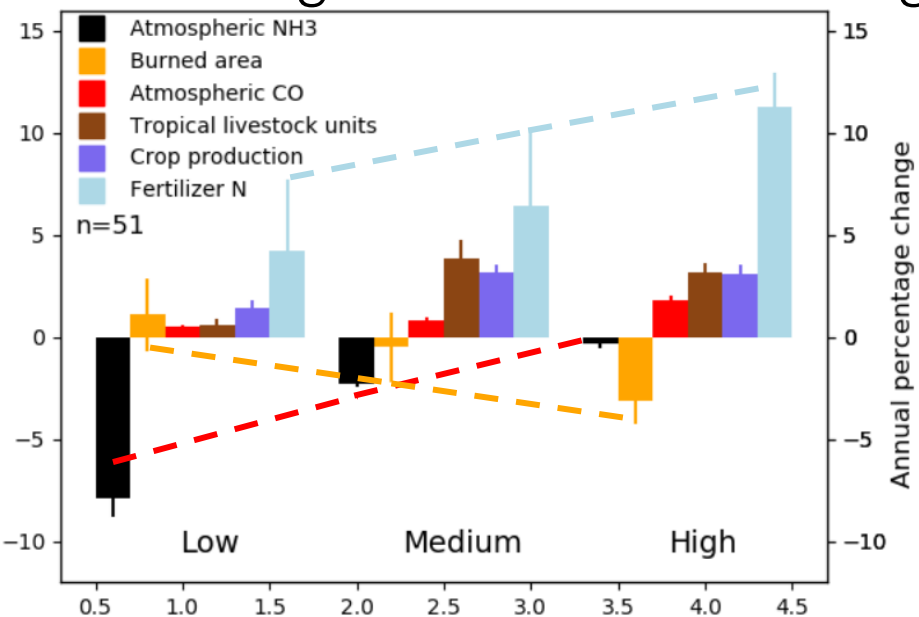 15
10
5
0
−5
−10
Atmospheric NH3
Burned area
Atmospheric CO
Tropical livestock units
Crop production
Fertilizer N
n=51
Low Medium High
0.5 1.0 1.5 2.0 2.5 3.0 3.5 4.0 4.5
15
10
5
0
−5
−10
Annual percentage change